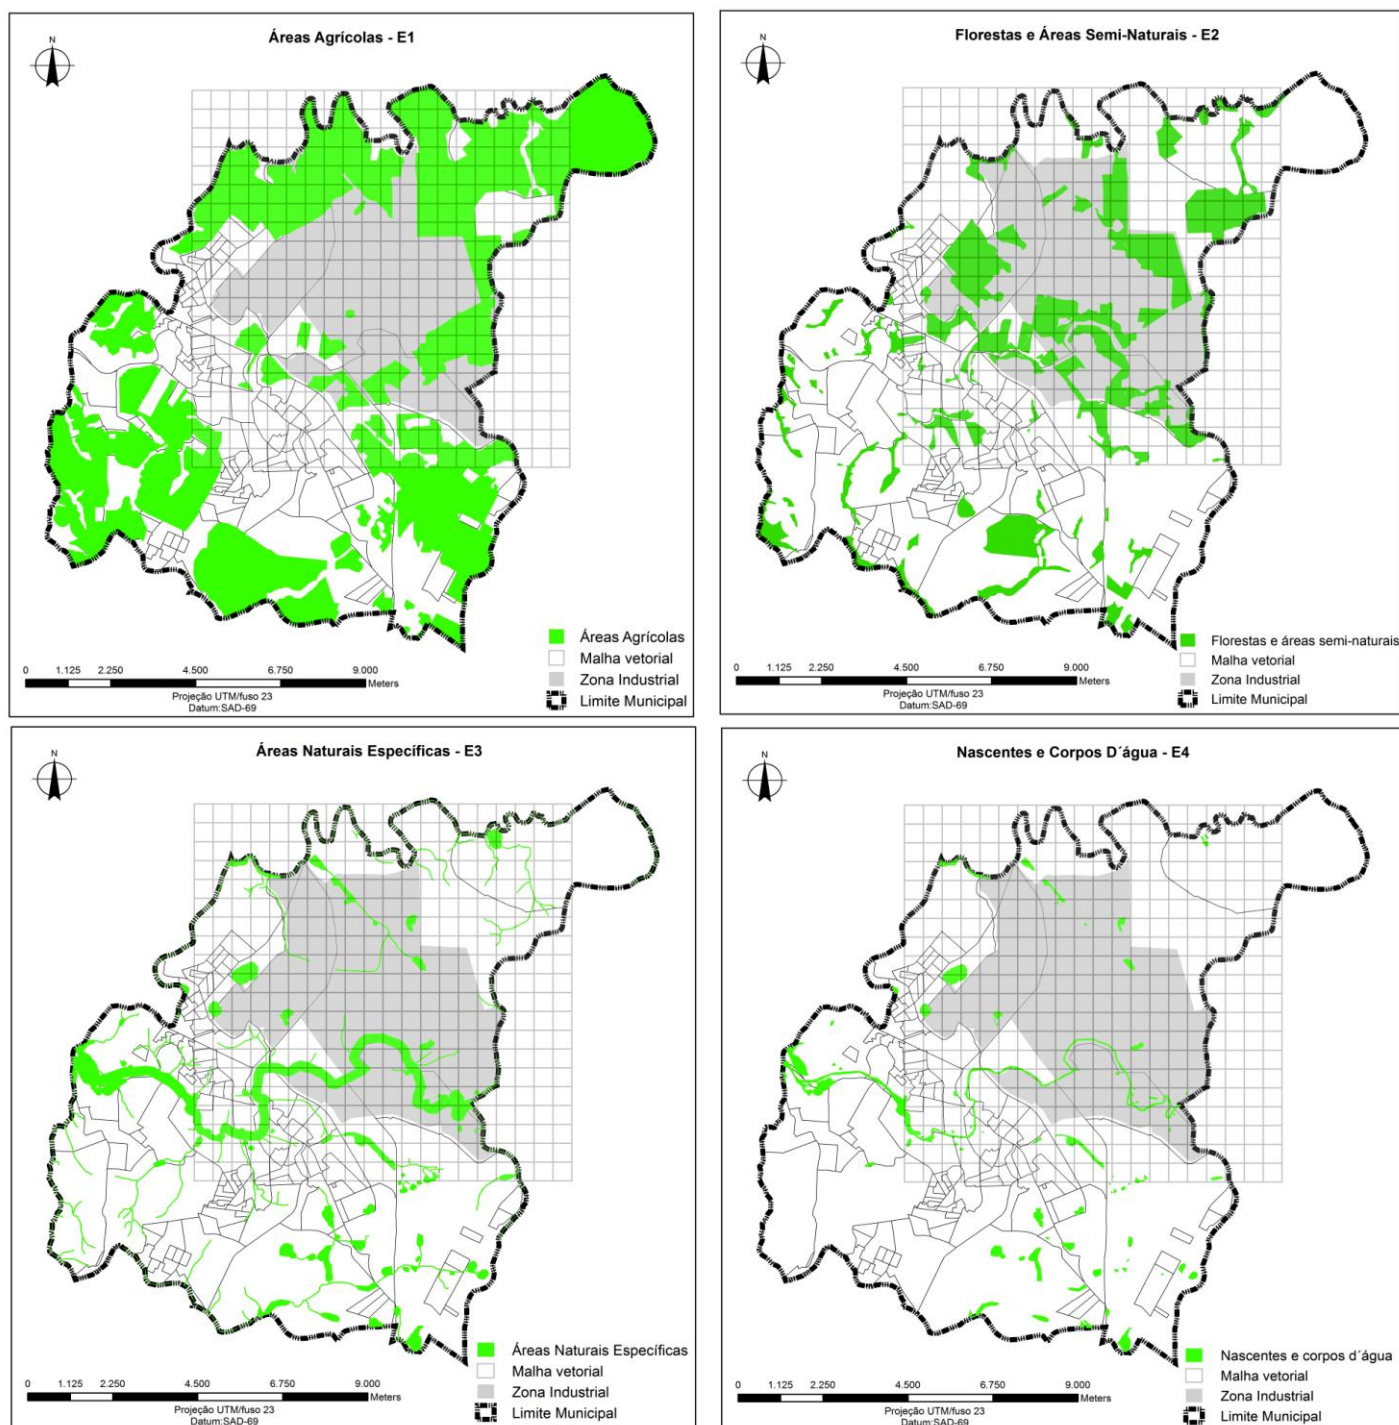 Áreas Agrícolas - E1
N
Áreas Agrícolas
Malha vetorial
Zona Industrial
Limite Municipal
0 1.125 2.250 4.500 6.750 9.000
Meters
Projeção UTM/fuso 23
Datum:SAD-69
Florestas e Áreas Semi-Naturais - E2
N
Florestas e áreas semi-naturais
Malha vetorial
Zona Industrial
Limite Municipal
0 1.125 2.250 4.500 6.750 9.000
Meters
Projeção UTM/fuso 23
Datum:SAD-69
Áreas Naturais Específicas - E3
N
Áreas Naturais Específicas
Malha vetorial
Zona Industrial
Limite Municipal
0 1.125 2.250 4.500 6.750 9.000
Meters
Projeção UTM/fuso 23
Datum:SAD-69
Nascentes e Corpos D´água - E4
N
Nascentes e corpos d´água
Malha vetorial
Zona Industrial
Limite Municipal
0 1.125 2.250 4.500 6.750 9.000
Meters
Projeção UTM/fuso 23
Datum:SAD-69